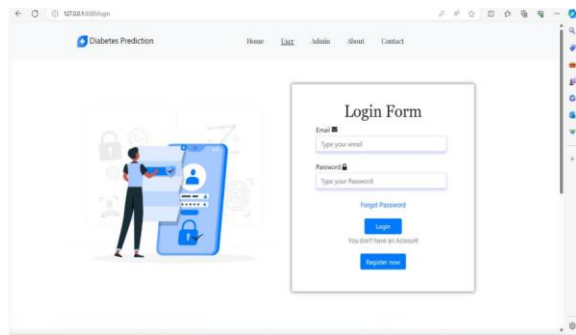 127.0.0.1:8000/login
Diabetes Prediction Home User Admin About Contact
Login Form
Email
Type your email
Password
Type your Password
Forgot Password
Login
You don't have an Account
Register now